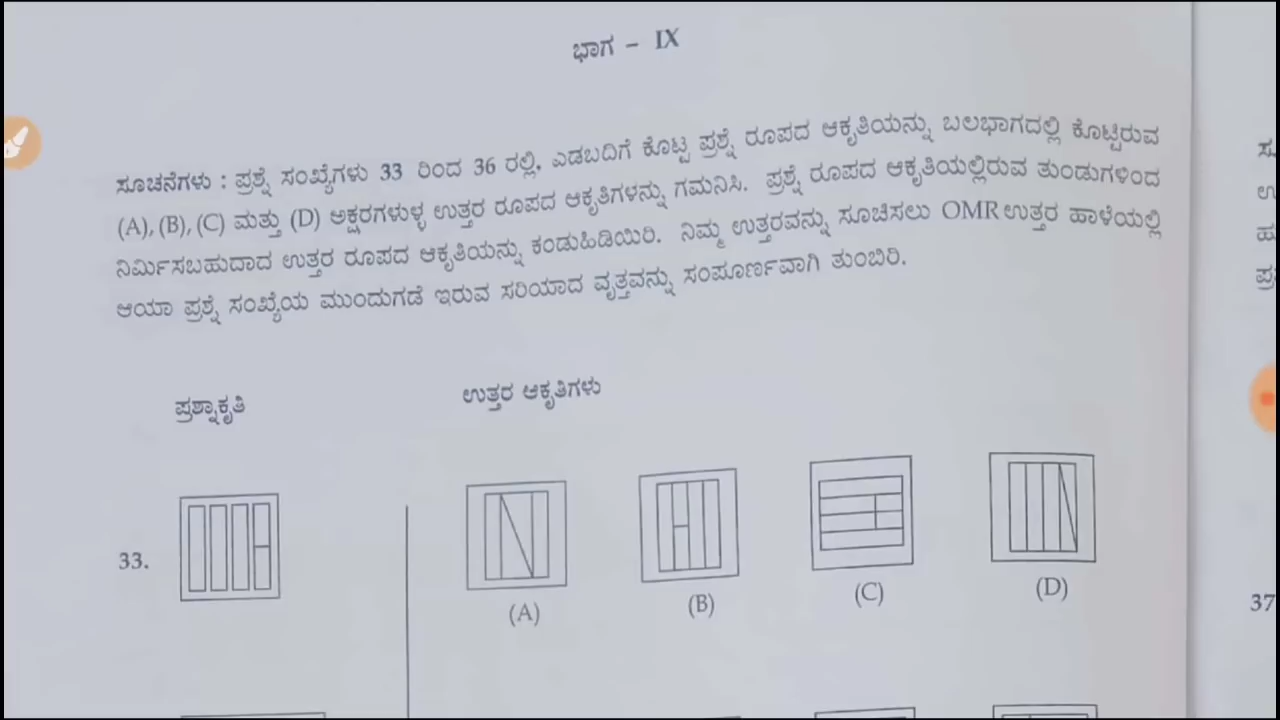 ಭಾಗ – IX
ಸೂಚನೆಗಳು : ಪ್ರಶ್ನೆ ಸಂಖ್ಯೆಗಳು 33 ರಿಂದ 36 ರಲ್ಲಿ, ಎಡಬದಿಗೆ ಕೊಟ್ಟ ಪ್ರಶ್ನೆ ರೂಪದ ಆಕೃತಿಯನ್ನು ಬಲಭಾಗದಲ್ಲಿ ಕೊಟ್ಟಿರುವ
(A), (B), (C) ಮತ್ತು (D) ಅಕ್ಷರಗಳುಳ್ಳ ಉತ್ತರ ರೂಪದ ಆಕೃತಿಗಳನ್ನು ಗಮನಿಸಿ. ಪ್ರಶ್ನೆ ರೂಪದ ಆಕೃತಿಯಲ್ಲಿರುವ ತುಂಡುಗಳಿಂದ
ನಿರ್ಮಿಸಬಹುದಾದ ಉತ್ತರ ರೂಪದ ಆಕೃತಿಯನ್ನು ಕಂಡುಹಿಡಿಯಿರಿ. ನಿಮ್ಮ ಉತ್ತರವನ್ನು ಸೂಚಿಸಲು OMR ಉತ್ತರ ಹಾಳೆಯಲ್ಲಿ
ಆಯಾ ಪ್ರಶ್ನೆ ಸಂಖ್ಯೆಯ ಮುಂದುಗಡೆ ಇರುವ ಸರಿಯಾದ ವೃತ್ತವನ್ನು ಸಂಪೂರ್ಣವಾಗಿ ತುಂಬಿರಿ.
ಪ್ರಶ್ನಾಕೃತಿ ಉತ್ತರ ಆಕೃತಿಗಳು
33.
(A) (B) (C) (D)
37